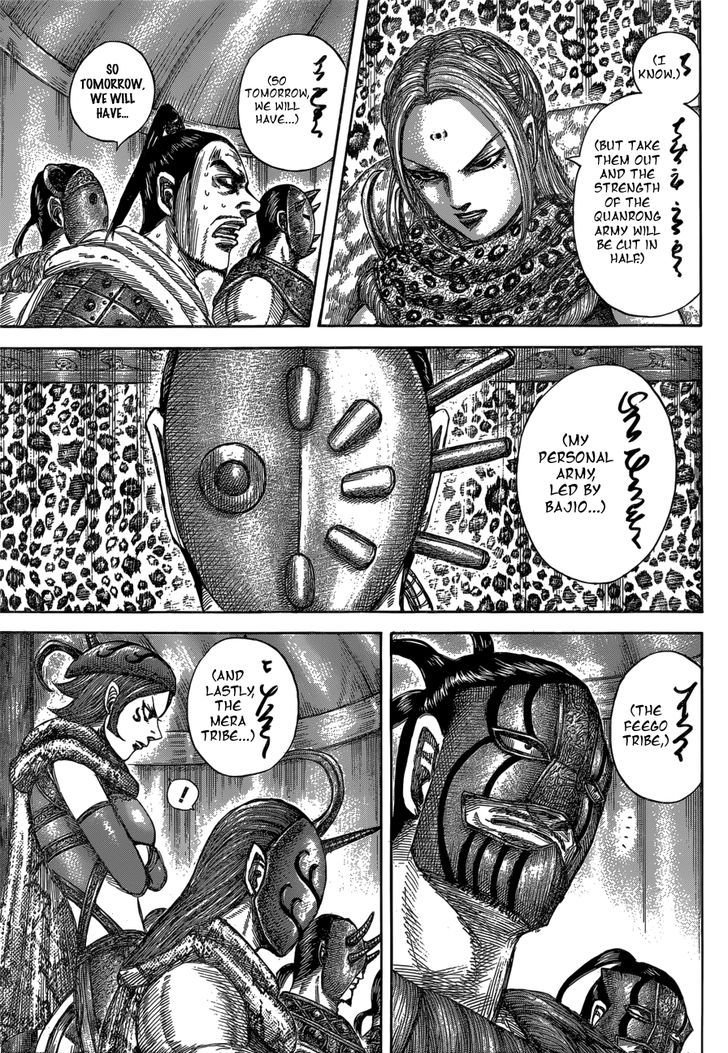 (I
KNOW.)
(BUT TAKE
THEM OUT
AND THE
STRENGTH
OF THE
QUANRONG
ARMY WILL
BE CUT IN
HALF.)
(SO
TOMORROW,
WE WILL
HAVE...)
SO
TOMORROW,
WE WILL
HAVE...
(MY
PERSONAL
ARMY,
LED BY
BAJIO...)
(THE
FEEGO
TRIBE,)
...
(AND
LASTLY,
THE
MERA
TRIBE...)
!